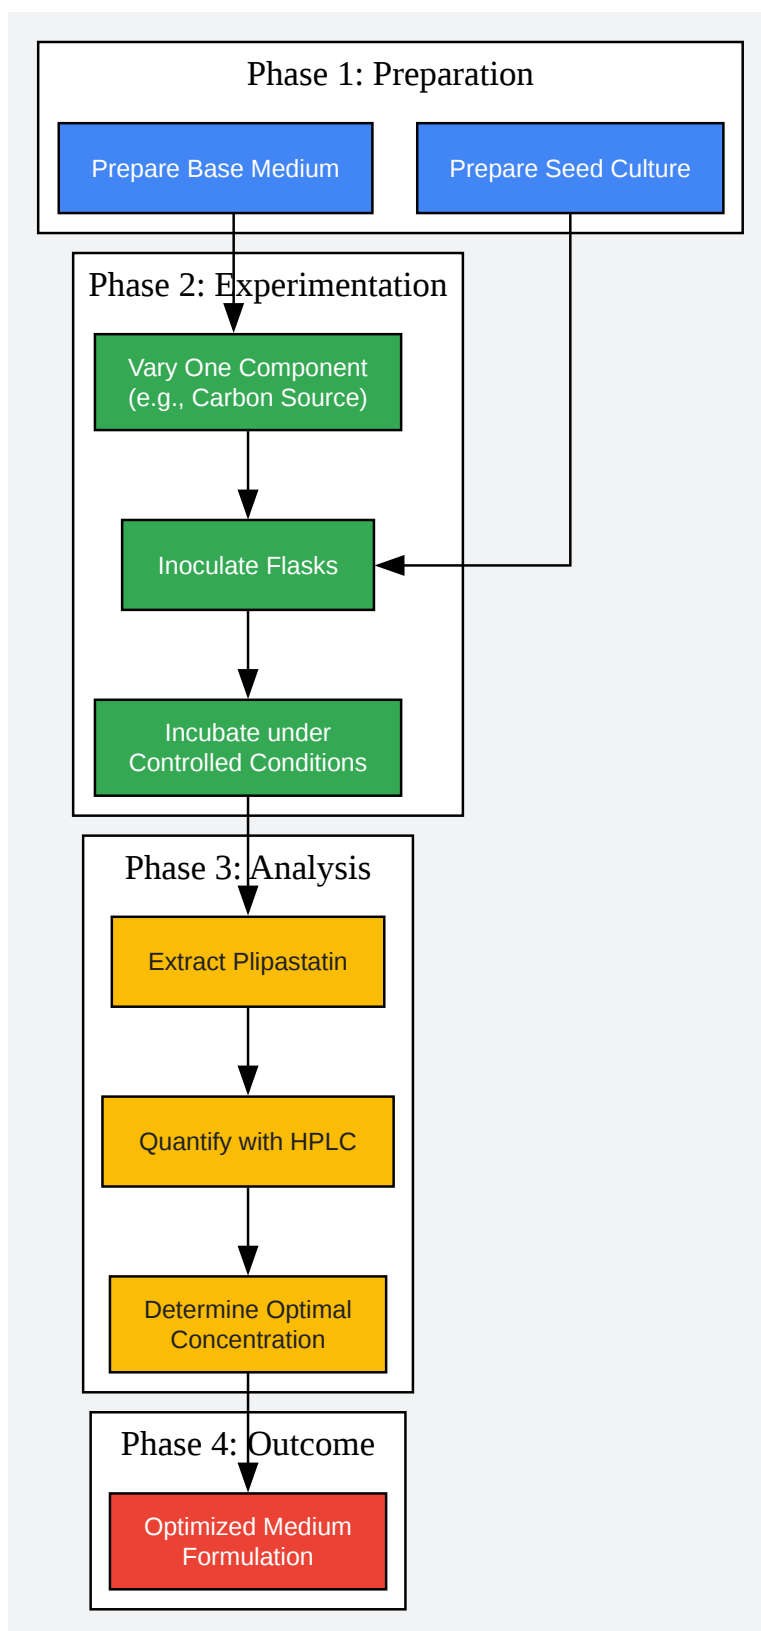 Phase 1: Preparation
Prepare Base Medium
Prepare Seed Culture
Phase 2: Experimentation
Vary One Component
(e.g., Carbon Source)
Inoculate Flasks
Incubate under
Controlled Conditions
Phase 3: Analysis
Extract Plipastatin
Quantify with HPLC
Determine Optimal
Concentration
Phase 4: Outcome
Optimized Medium
Formulation